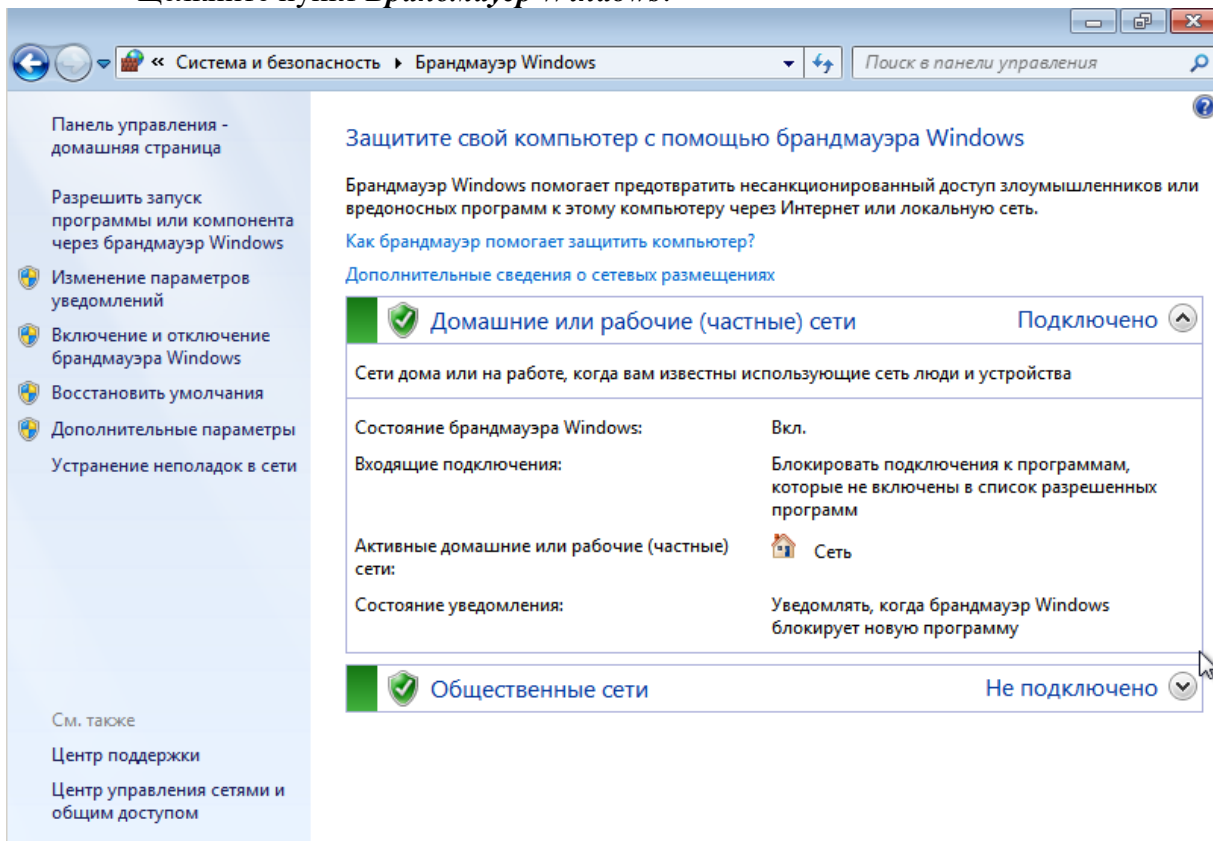 Щелкните пункт Брандмауэр Windows.
« Система и безопасность ▸ Брандмауэр Windows
Поиск в панели управления
Панель управления -
домашняя страница
Разрешить запуск
программы или компонента
через брандмауэр Windows
Изменение параметров
уведомлений
Включение и отключение
брандмауэра Windows
Восстановить умолчания
Дополнительные параметры
Устранение неполадок в сети
См. также
Центр поддержки
Центр управления сетями и
общим доступом
Защитите свой компьютер с помощью брандмауэра Windows
Брандмауэр Windows помогает предотвратить несанкционированный доступ злоумышленников или
вредоносных программ к этому компьютеру через Интернет или локальную сеть.
Как брандмауэр помогает защитить компьютер?
Дополнительные сведения о сетевых размещениях
Домашние или рабочие (частные) сети Подключено
Сети дома или на работе, когда вам известны использующие сеть люди и устройства
Состояние брандмауэра Windows: Вкл.
Входящие подключения: Блокировать подключения к программам,
которые не включены в список разрешенных
программ
Активные домашние или рабочие (частные) Сеть
сети:
Состояние уведомления: Уведомлять, когда брандмауэр Windows
блокирует новую программу
Общественные сети Не подключено